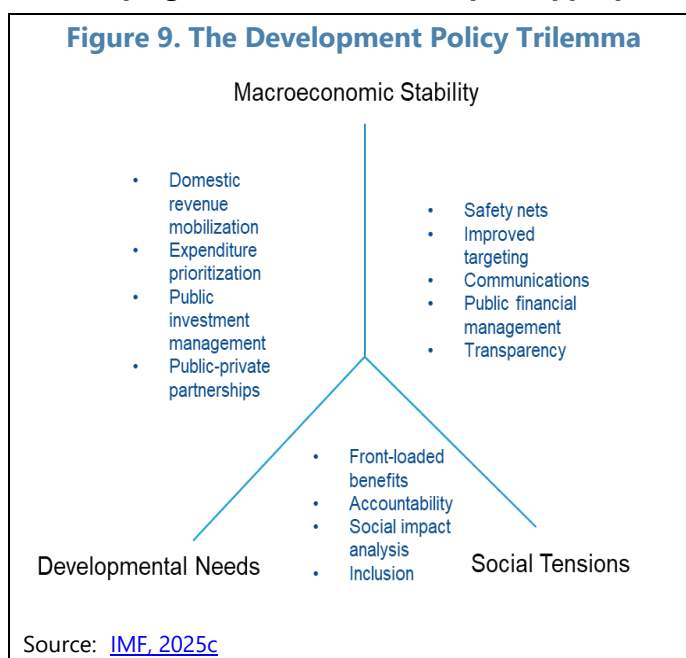 Figure 9. The Development Policy Trilemma
Macroeconomic Stability
• Domestic
revenue
mobilization
• Expenditure
prioritization
• Public
investment
management
• Public-private
partnerships
• Safety nets
• Improved
targeting
• Communications
• Public financial
management
• Transparency
• Front-loaded
benefits
• Accountability
• Social impact
analysis
• Inclusion
Developmental Needs
Social Tensions
Source: IMF, 2025c